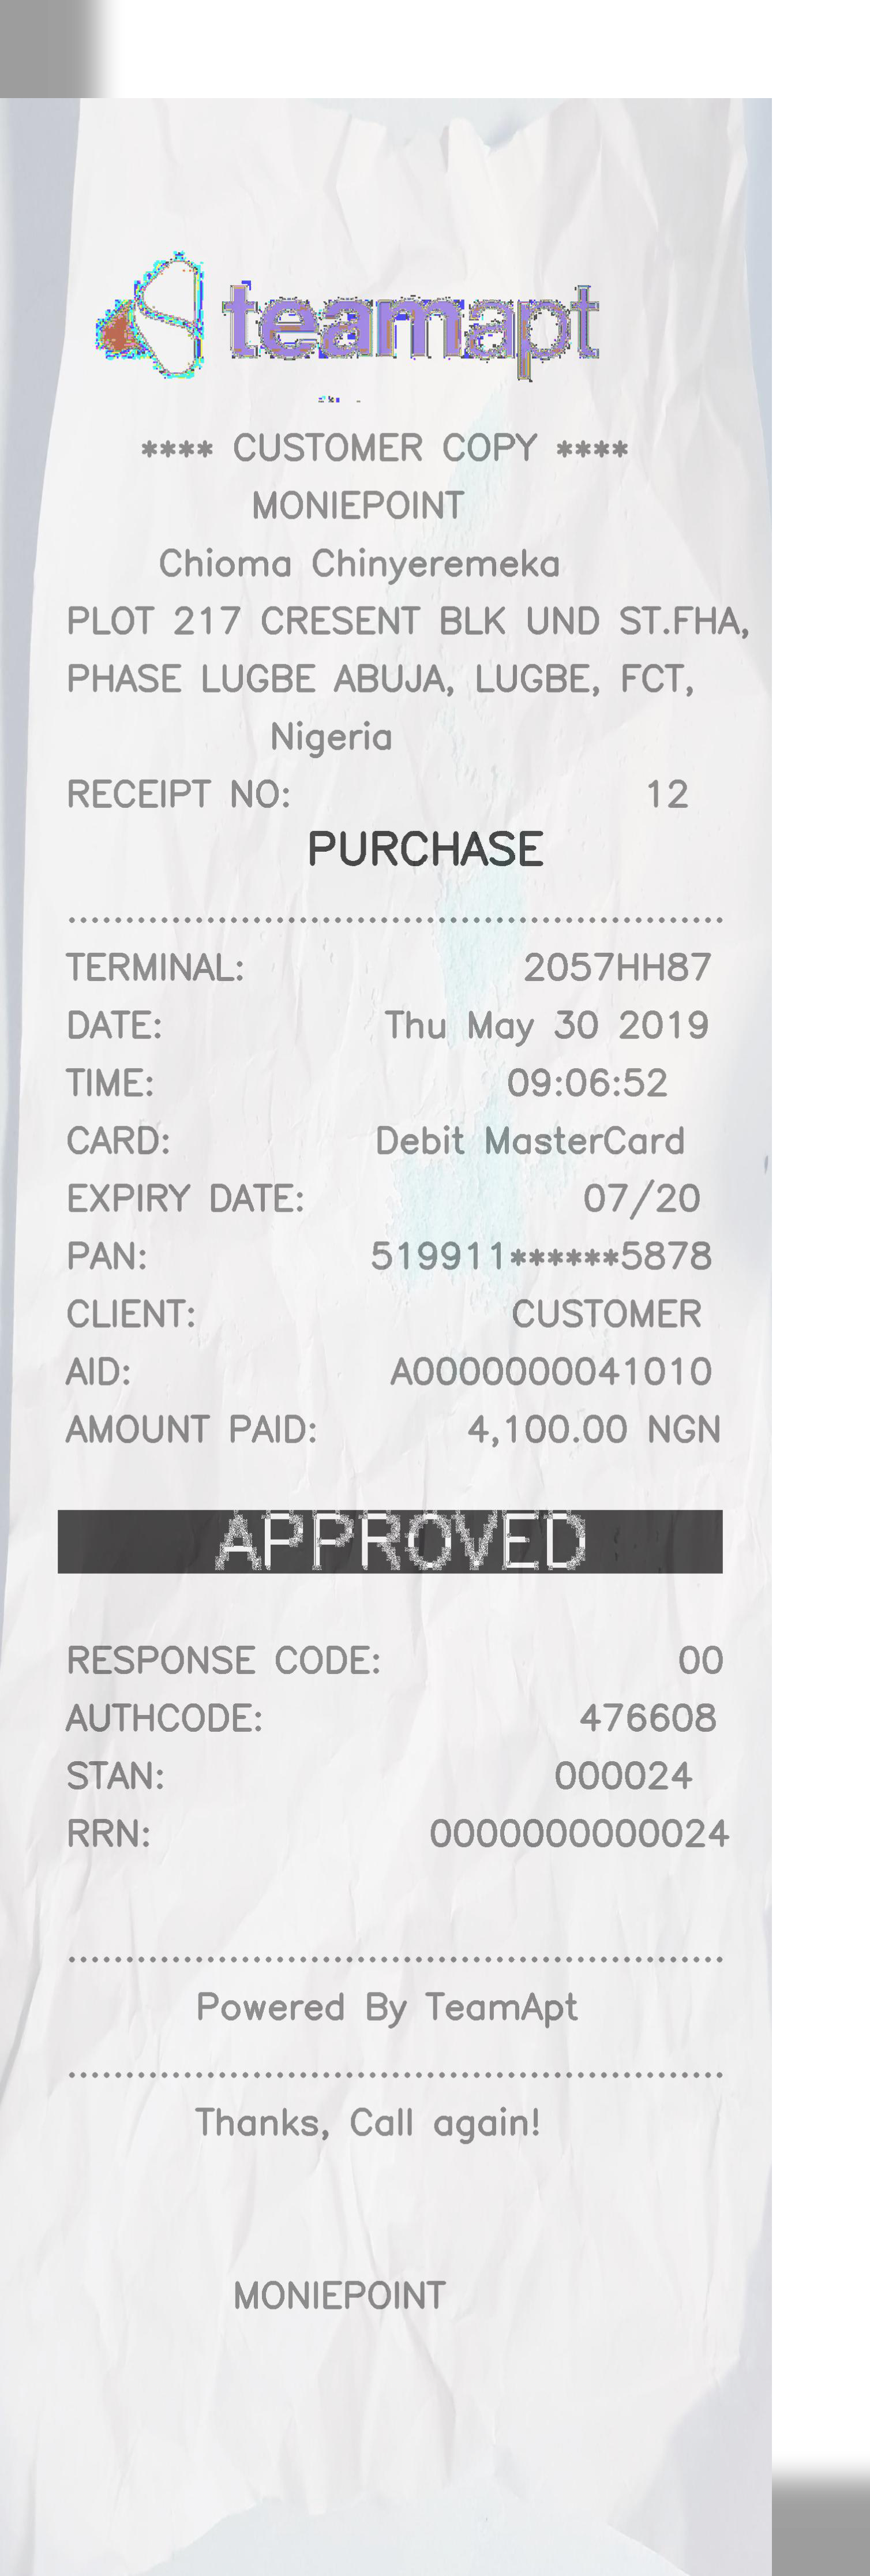 teamapt
**** CUSTOMER COPY ****
MONIEPOINT
Chioma Chinyeremeka
PLOT 217 CRESENT BLK UND ST.FHA,
PHASE LUGBE ABUJA, LUGBE, FCT,
Nigeria
RECEIPT NO: 12
PURCHASE
TERMINAL: 2057HH87
DATE: Thu May 30 2019
TIME: 09:06:52
CARD: Debit MasterCard
EXPIRY DATE: 07/20
PAN: 519911******5878
CLIENT: CUSTOMER
AID: A0000000041010
AMOUNT PAID: 4,100.00 NGN
APPROVED
RESPONSE CODE: 00
AUTHCODE: 476608
STAN: 000024
RRN: 0000000000024
Powered By TeamApt
Thanks, Call again!
MONIEPOINT